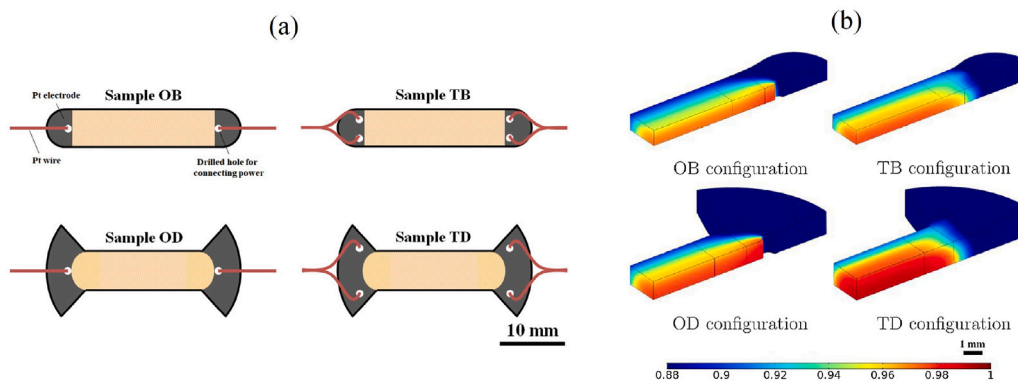 (a)
Pt electrode
Sample OB
Pt wire
Drilled hole for
connecting power
Sample TB
Sample OD
Sample TD
10 mm
(b)
OB configuration
TB configuration
OD configuration
TD configuration
1 mm
0.88 0.9 0.92 0.94 0.96 0.98 1